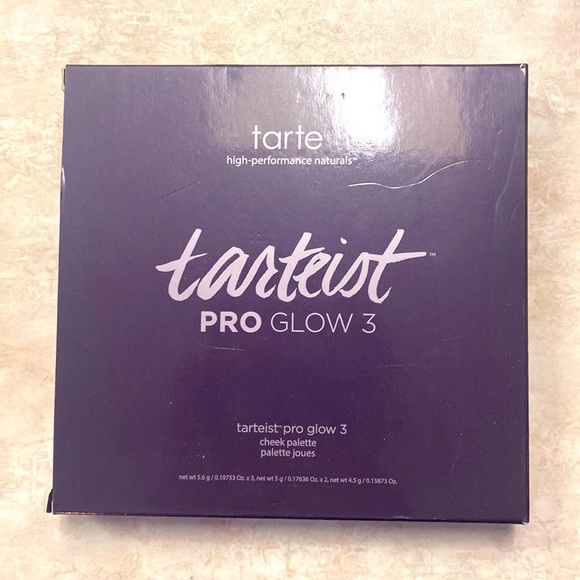 tarte
high-performance naturals™
tarteist™
PRO GLOW 3
tarteist™ pro glow 3
cheek palette
palette joues
net wt 5.6 g / 0.19753 Oz. x 3, net wt 5 g / 0.17636 Oz. x 2, net wt 4.5 g / 0.15873 Oz.